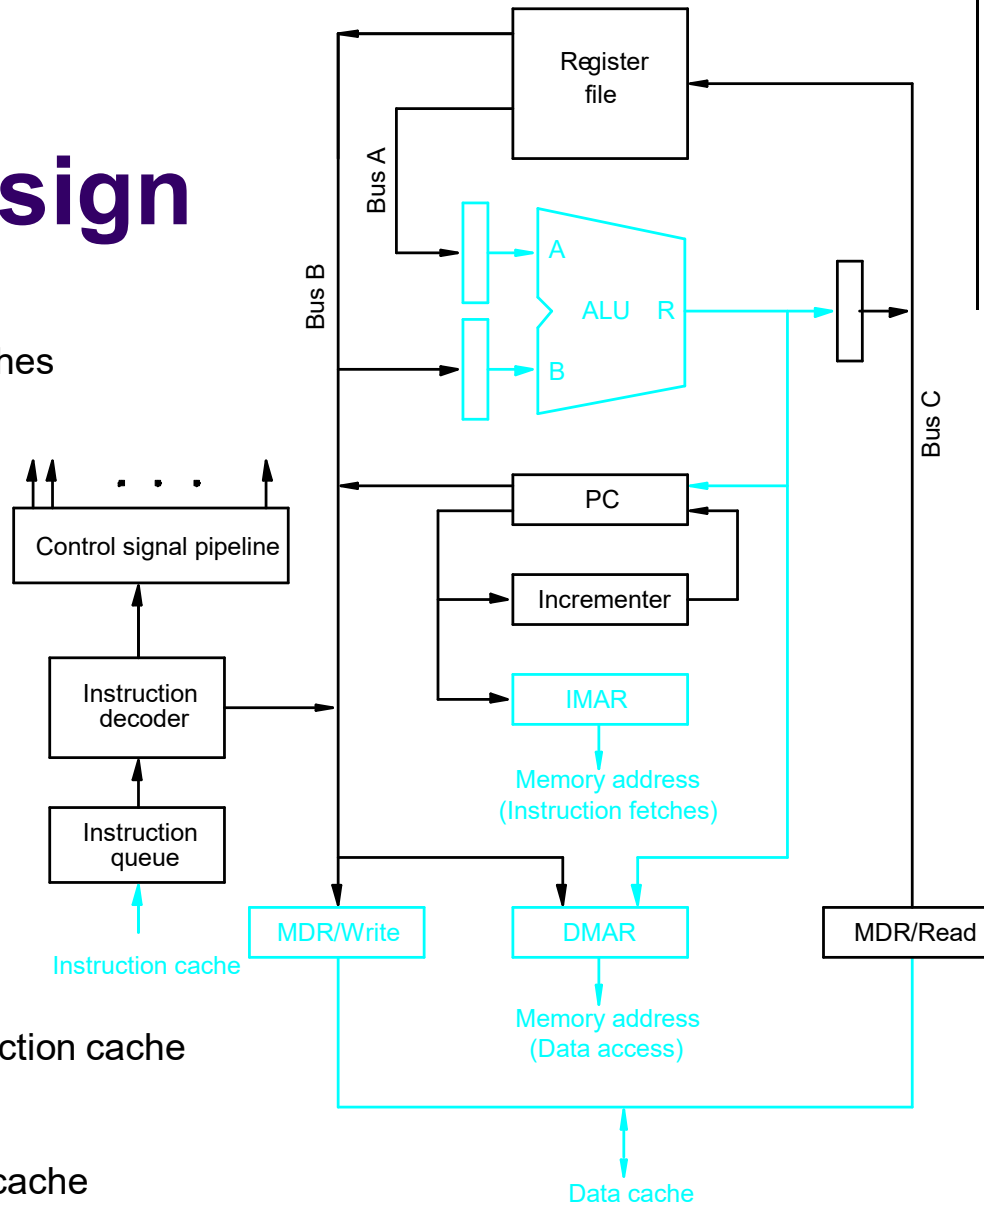 sign
hes
ction cache
cache
Register
file
Bus A
Bus B
A
ALU R
B
Bus C
PC
. . .
Control signal pipeline
Incrementer
Instruction
decoder
IMAR
Memory address
(Instruction fetches)
Instruction
queue
MDR/Write
DMAR
MDR/Read
Instruction cache
Memory address
(Data access)
Data cache